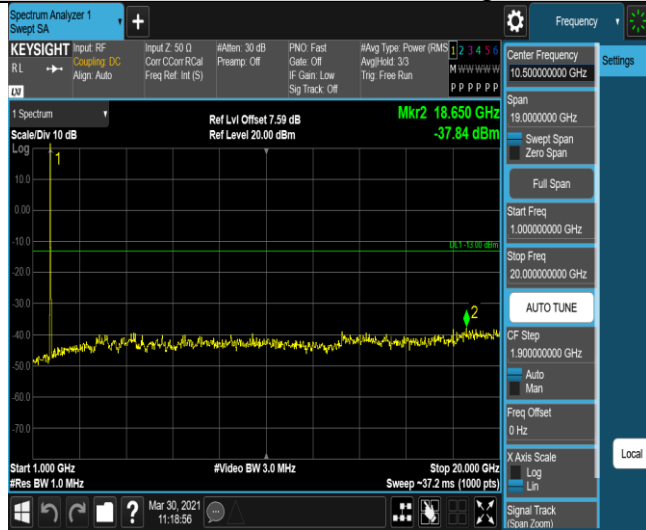 Spectrum Analyzer 1
Swept SA
+
Frequency
KEYSIGHT
RL
LXI
Input: RF
Coupling: DC
Align: Auto
Input Z: 50 Ω
Corr CCorr RCal
Freq Ref: Int (S)
#Atten: 30 dB
Preamp: Off
PNO: Fast
Gate: Off
IF Gain: Low
Sig Track: Off
#Avg Type: Power (RMS
Avg|Hold: 3/3
Trig: Free Run
1 2 3 4 5 6
M W W W W W
P P P P P P
Center Frequency
10.500000000 GHz
Settings
Span
19.0000000 GHz
Swept Span
Zero Span
Full Span
Start Freq
1.000000000 GHz
Stop Freq
20.000000000 GHz
AUTO TUNE
CF Step
1.900000000 GHz
Auto
Man
Freq Offset
0 Hz
X Axis Scale
Log
Lin
Local
Signal Track
(Span Zoom)
1 Spectrum
Scale/Div 10 dB
Ref Lvl Offset 7.59 dB
Ref Level 20.00 dBm
Mkr2 18.650 GHz
-37.84 dBm
Log
1
10.0
0.00
-10.0
DL1 -13.00 dBm
-20.0
-30.0
2
-40.0
-50.0
-60.0
-70.0
Start 1.000 GHz
#Video BW 3.0 MHz
Stop 20.000 GHz
#Res BW 1.0 MHz
Sweep ~37.2 ms (1000 pts)
?
Mar 30, 2021
11:18:56